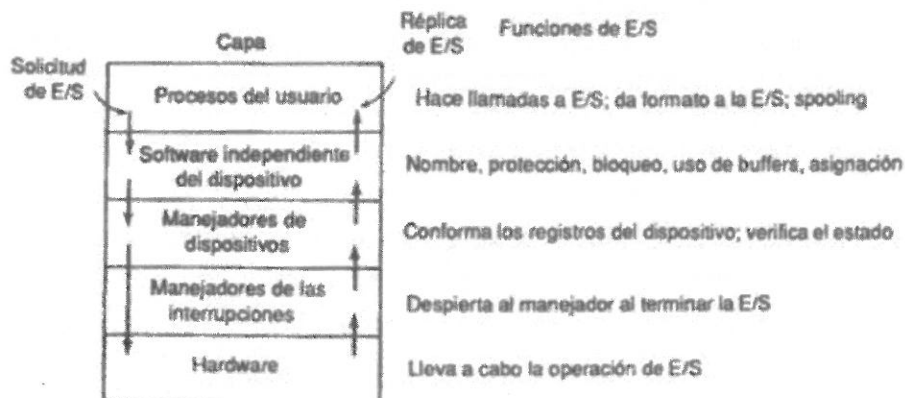 Capa
Réplica
de E/S
Funciones de E/S
Solicitud
de E/S
Procesos del usuario
Hace llamadas a E/S; da formato a la E/S; spooling
Software independiente
del dispositivo
Nombre, protección, bloqueo, uso de buffers, asignación
Manejadores de
dispositivos
Conforma los registros del dispositivo; verifica el estado
Manejadores de las
interrupciones
Despierta al manejador al terminar la E/S
Hardware
Lleva a cabo la operación de E/S